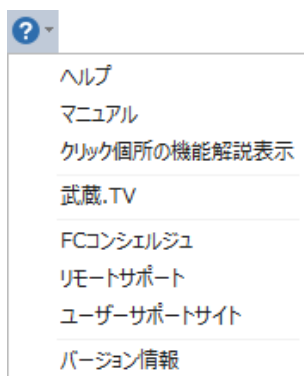 ヘルプ
マニュアル
クリック個所の機能解説表示
武蔵.TV
FCコンシェルジュ
リモートサポート
ユーザーサポートサイト
バージョン情報